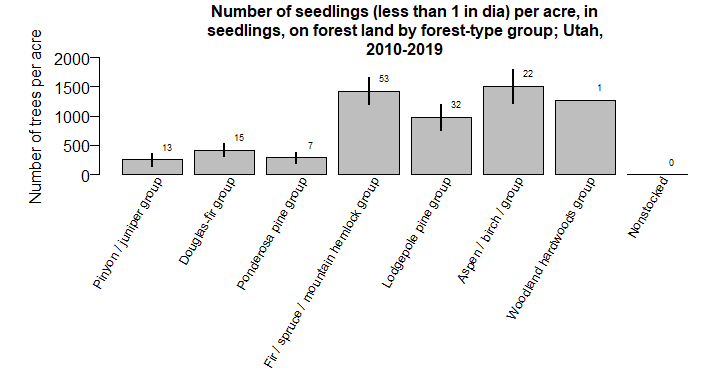 Number of seedlings (less than 1 in dia) per acre, in
seedlings, on forest land by forest-type group; Utah,
2010-2019
Number of trees per acre
2000
1500
1000
500
0
13
15
7
53
32
22
1
0
Pinyon / juniper group
Douglas-fir group
Ponderosa pine group
Fir / spruce / mountain hemlock group
Lodgepole pine group
Aspen / birch / group
Woodland hardwoods group
Nonstocked